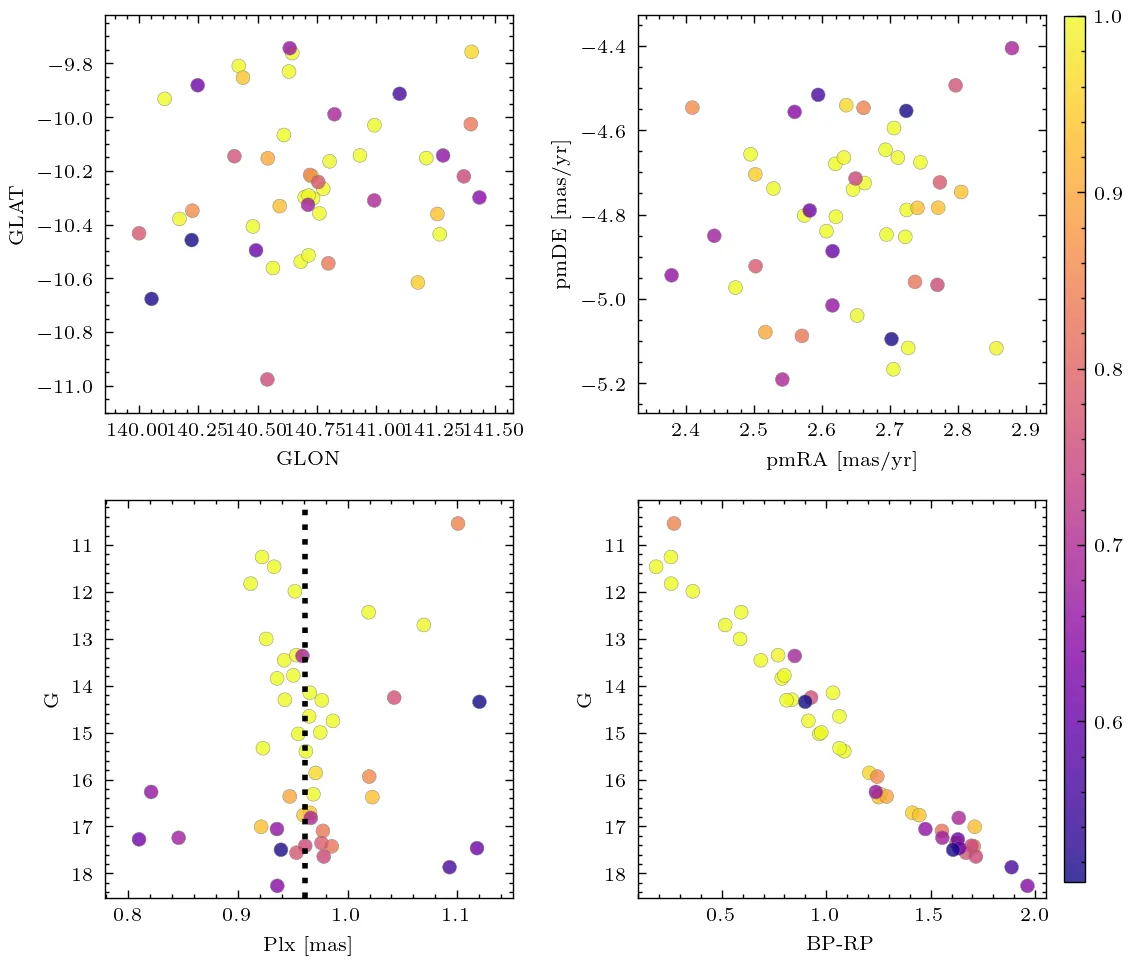 −9.8
−10.0
−10.2
−10.4
−10.6
−10.8
−11.0
GLAT
140.00 140.25 140.50 140.75 141.00 141.25 141.50
GLON
−4.4
−4.6
−4.8
−5.0
−5.2
pmDE [mas/yr]
2.4 2.5 2.6 2.7 2.8 2.9
pmRA [mas/yr]
1.0
0.9
0.8
0.7
0.6
11
12
13
14
15
16
17
18
G
0.8 0.9 1.0 1.1
Plx [mas]
11
12
13
14
15
16
17
18
G
0.5 1.0 1.5 2.0
BP-RP